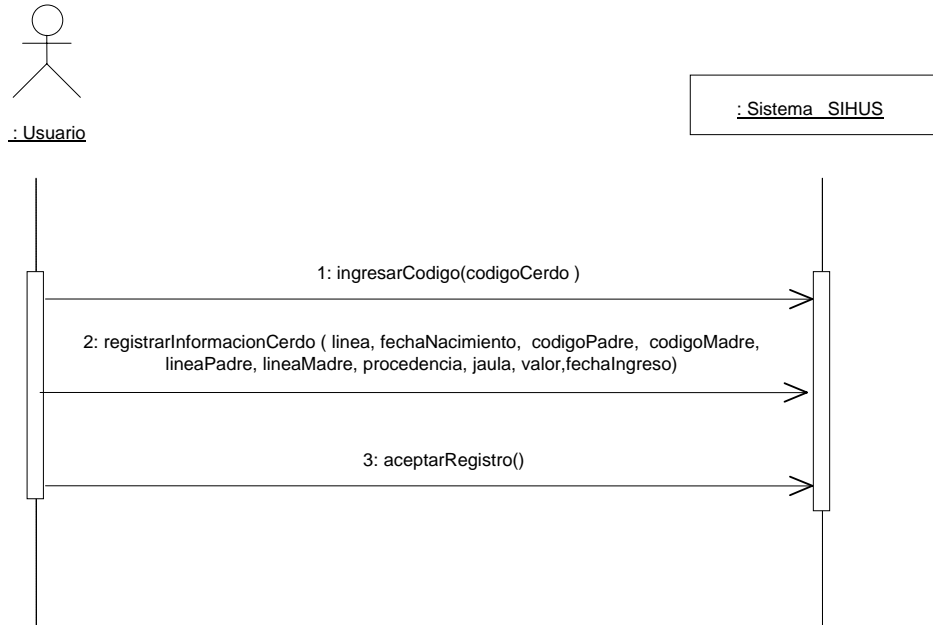 : Usuario
: Sistema SIHUS
1: ingresarCodigo(codigoCerdo )
2: registrarInformacionCerdo ( linea, fechaNacimiento, codigoPadre, codigoMadre,
lineaPadre, lineaMadre, procedencia, jaula, valor,fechaIngreso)
3: aceptarRegistro()